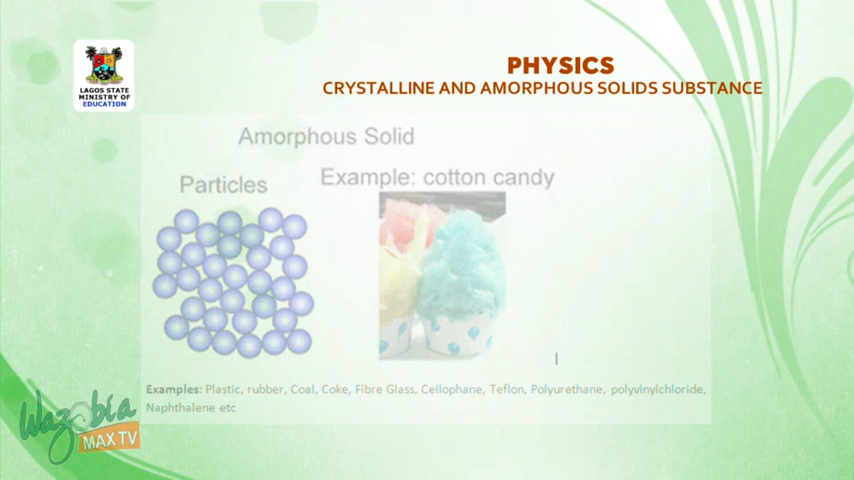 PHYSICS
CRYSTALLINE AND AMORPHOUS SOLIDS SUBSTANCE
LAGOS STATE
MINISTRY OF
EDUCATION
Amorphous Solid
Particles
Example: cotton candy
Examples: Plastic, rubber, Coal, Coke, Fibre Glass, Cellophane, Teflon, Polyurethane, polyvinylchloride,
Naphthalene etc
Wazobia
MAX TV